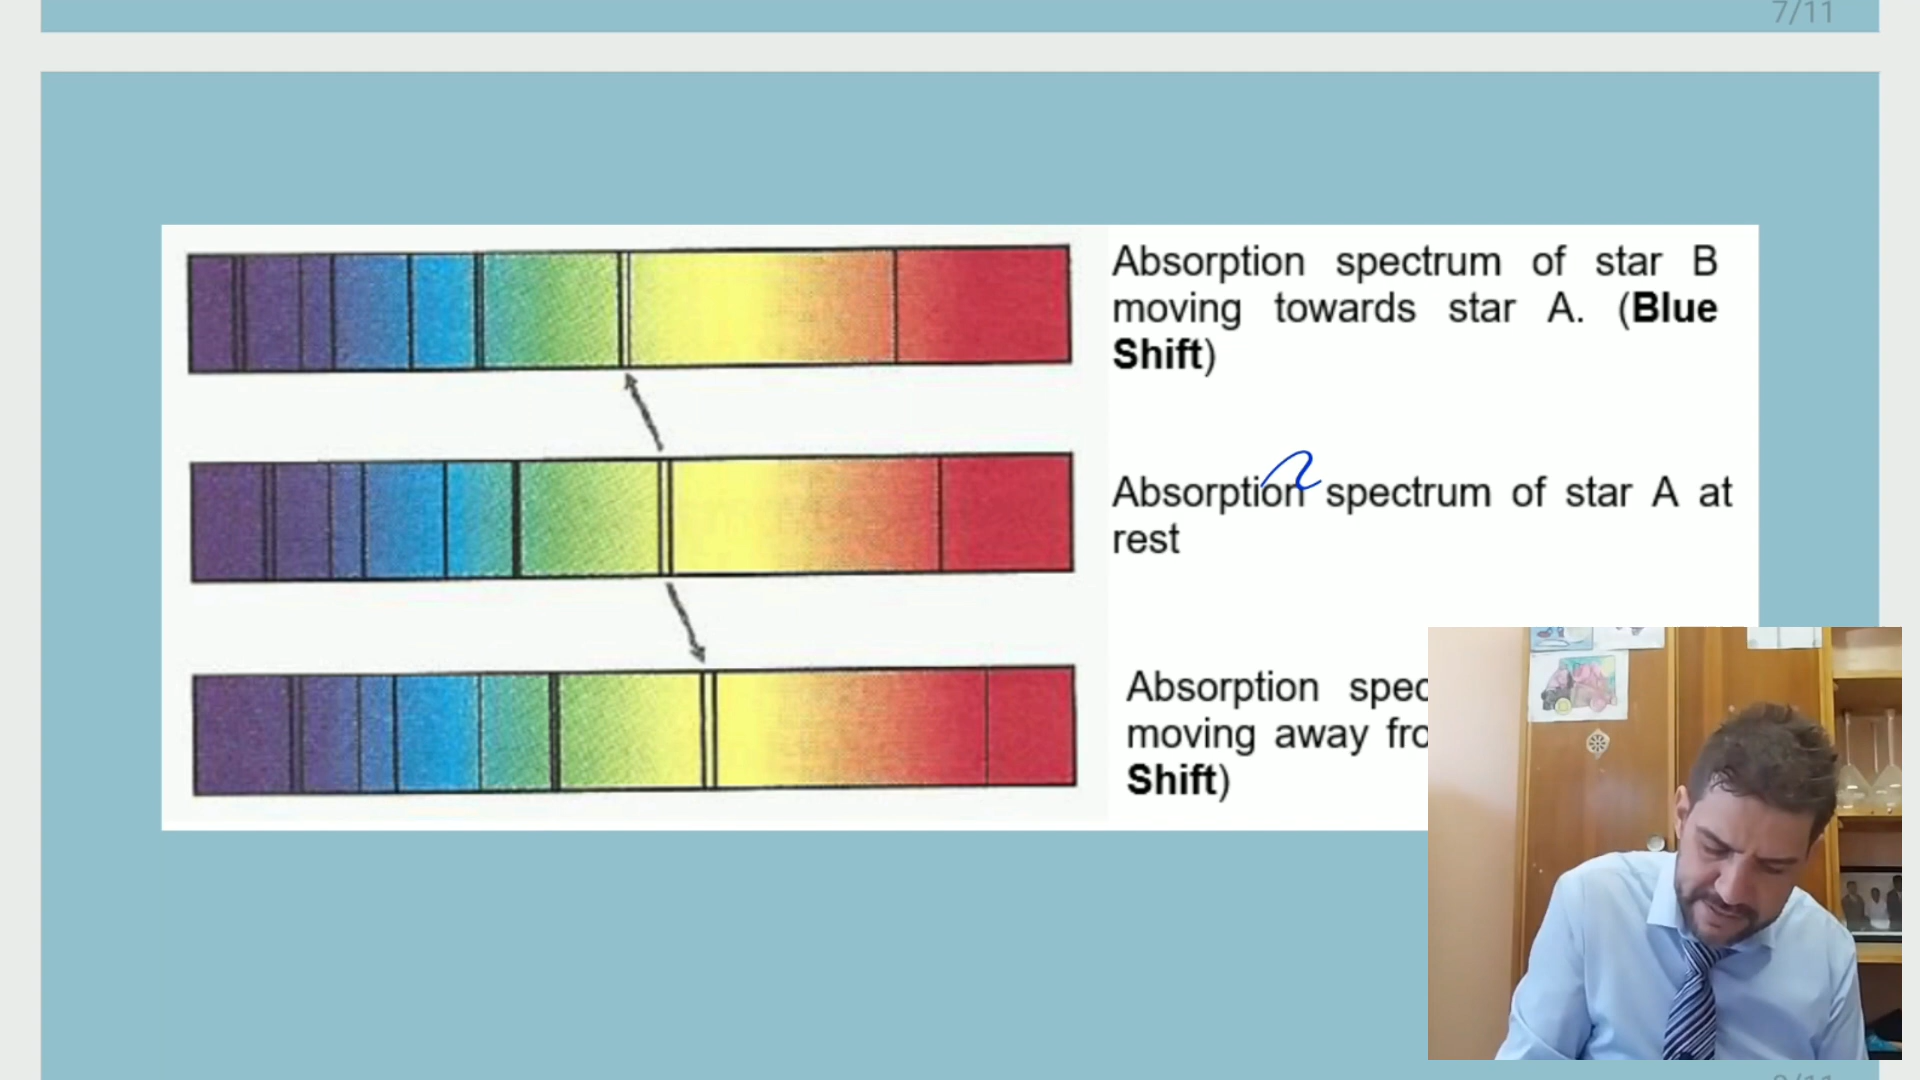 7/11
Absorption spectrum of star B
moving towards star A. (Blue
Shift)
Absorption spectrum of star A at
rest
Absorption spec
moving away fro
Shift)